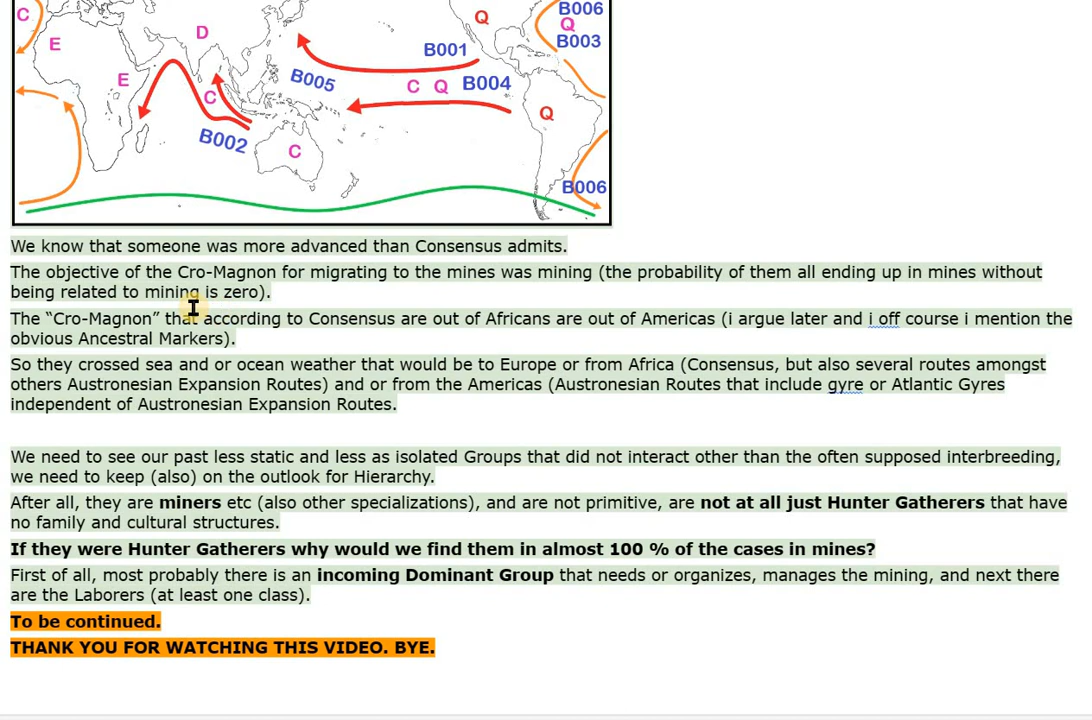 C
Q
B006
Q
B003
E
D
B001
E
B005
C
C Q B004
Q
B002
C
B006
We know that someone was more advanced than Consensus admits.
The objective of the Cro-Magnon for migrating to the mines was mining (the probability of them all ending up in mines without
being related to mining is zero).
The “Cro-Magnon” that according to Consensus are out of Africans are out of Americas (i argue later and i off course i mention the
obvious Ancestral Markers).
So they crossed sea and or ocean weather that would be to Europe or from Africa (Consensus, but also several routes amongst
others Austronesian Expansion Routes) and or from the Americas (Austronesian Routes that include gyre or Atlantic Gyres
independent of Austronesian Expansion Routes.
We need to see our past less static and less as isolated Groups that did not interact other than the often supposed interbreeding,
we need to keep (also) on the outlook for Hierarchy.
After all, they are miners etc (also other specializations), and are not primitive, are not at all just Hunter Gatherers that have
no family and cultural structures.
If they were Hunter Gatherers why would we find them in almost 100 % of the cases in mines?
First of all, most probably there is an incoming Dominant Group that needs or organizes, manages the mining, and next there
are the Laborers (at least one class).
To be continued.
THANK YOU FOR WATCHING THIS VIDEO. BYE.